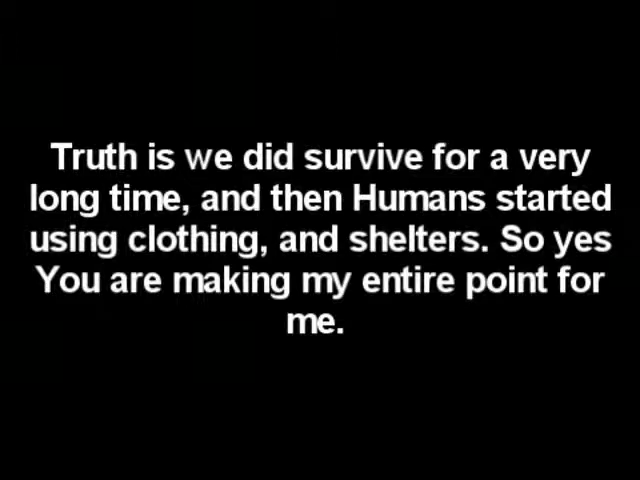 Truth is we did survive for a very
long time, and then Humans started
using clothing, and shelters. So yes
You are making my entire point for
me.